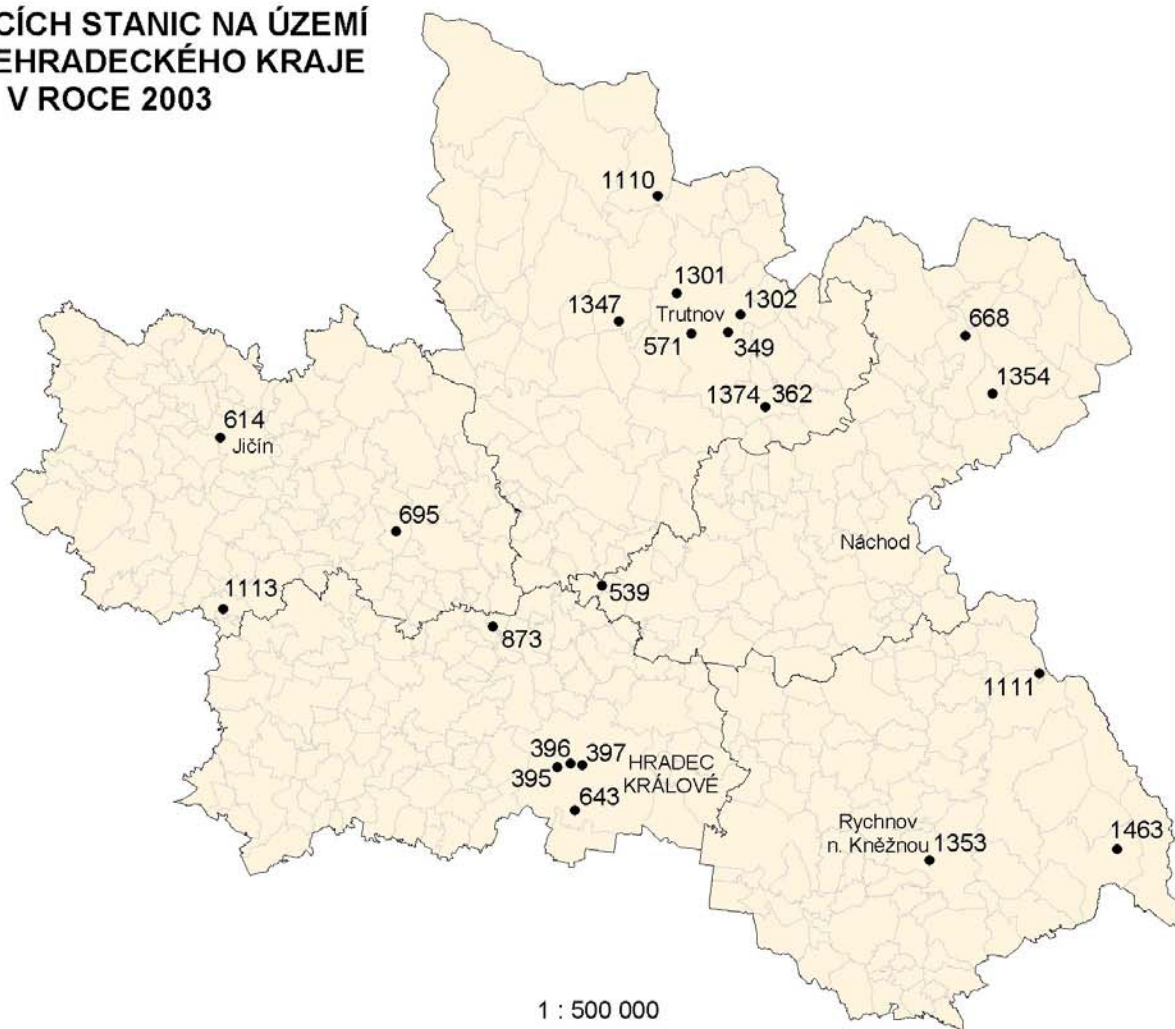 CÍCH STANIC NA ÚZEMÍ
EHRADECKÉHO KRAJE
V ROCE 2003
1110
1301
1347
Trutnov
1302
571
349
668
1354
1374
362
614
Jičín
695
Náchod
1113
539
873
1111
396
397
HRADEC
395
KRÁLOVÉ
643
Rychnov
n. Kněžnou
1353
1463
1 : 500 000